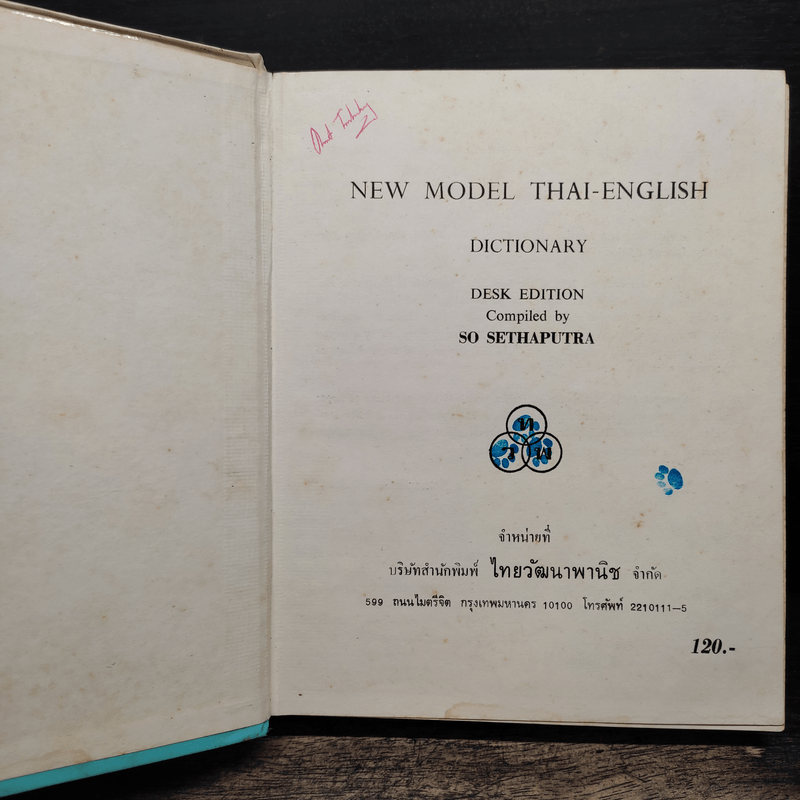 NEW MODEL THAI-ENGLISH
DICTIONARY
DESK EDITION
Compiled by
SO SETHAPUTRA
ท
ว พ
จำหน่ายที่
บริษัทสำนักพิมพ์ ไทยวัฒนาพานิช จำกัด
599 ถนนไมตรีจิต กรุงเทพมหานคร 10100 โทรศัพท์ 2210111–5
120.-